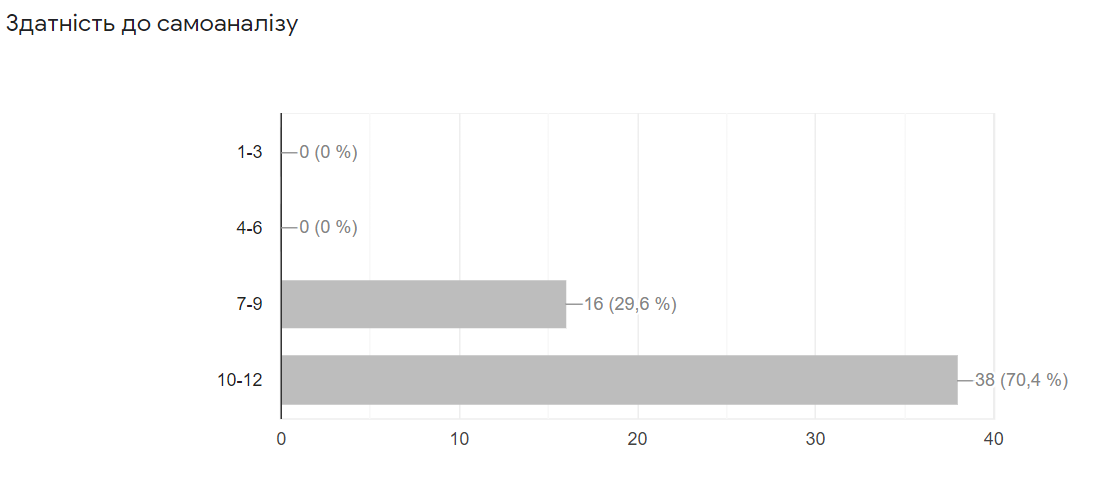 Здатність до самоаналізу
1-3 0 (0 %)
4-6 0 (0 %)
7-9 16 (29,6 %)
10-12 38 (70,4 %)
0 10 20 30 40